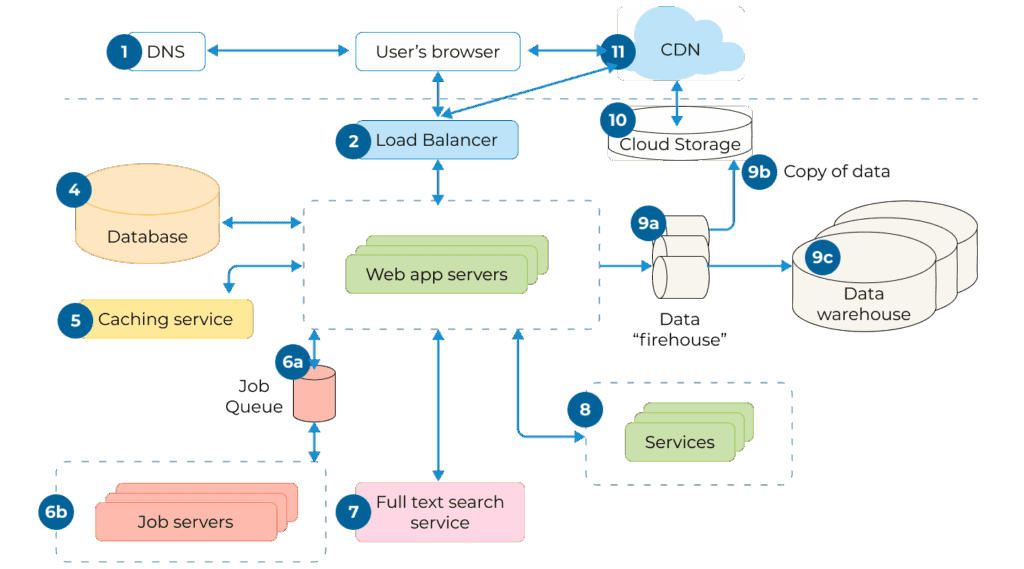 1 DNS
User's browser
11 CDN
2 Load Balancer
10
Cloud Storage
9b Copy of data
4
Database
9a
Web app servers
9c
Data
warehouse
5 Caching service
Data
“firehouse”
6a
Job
Queue
8
Services
6b
Job servers
7
Full text search
service